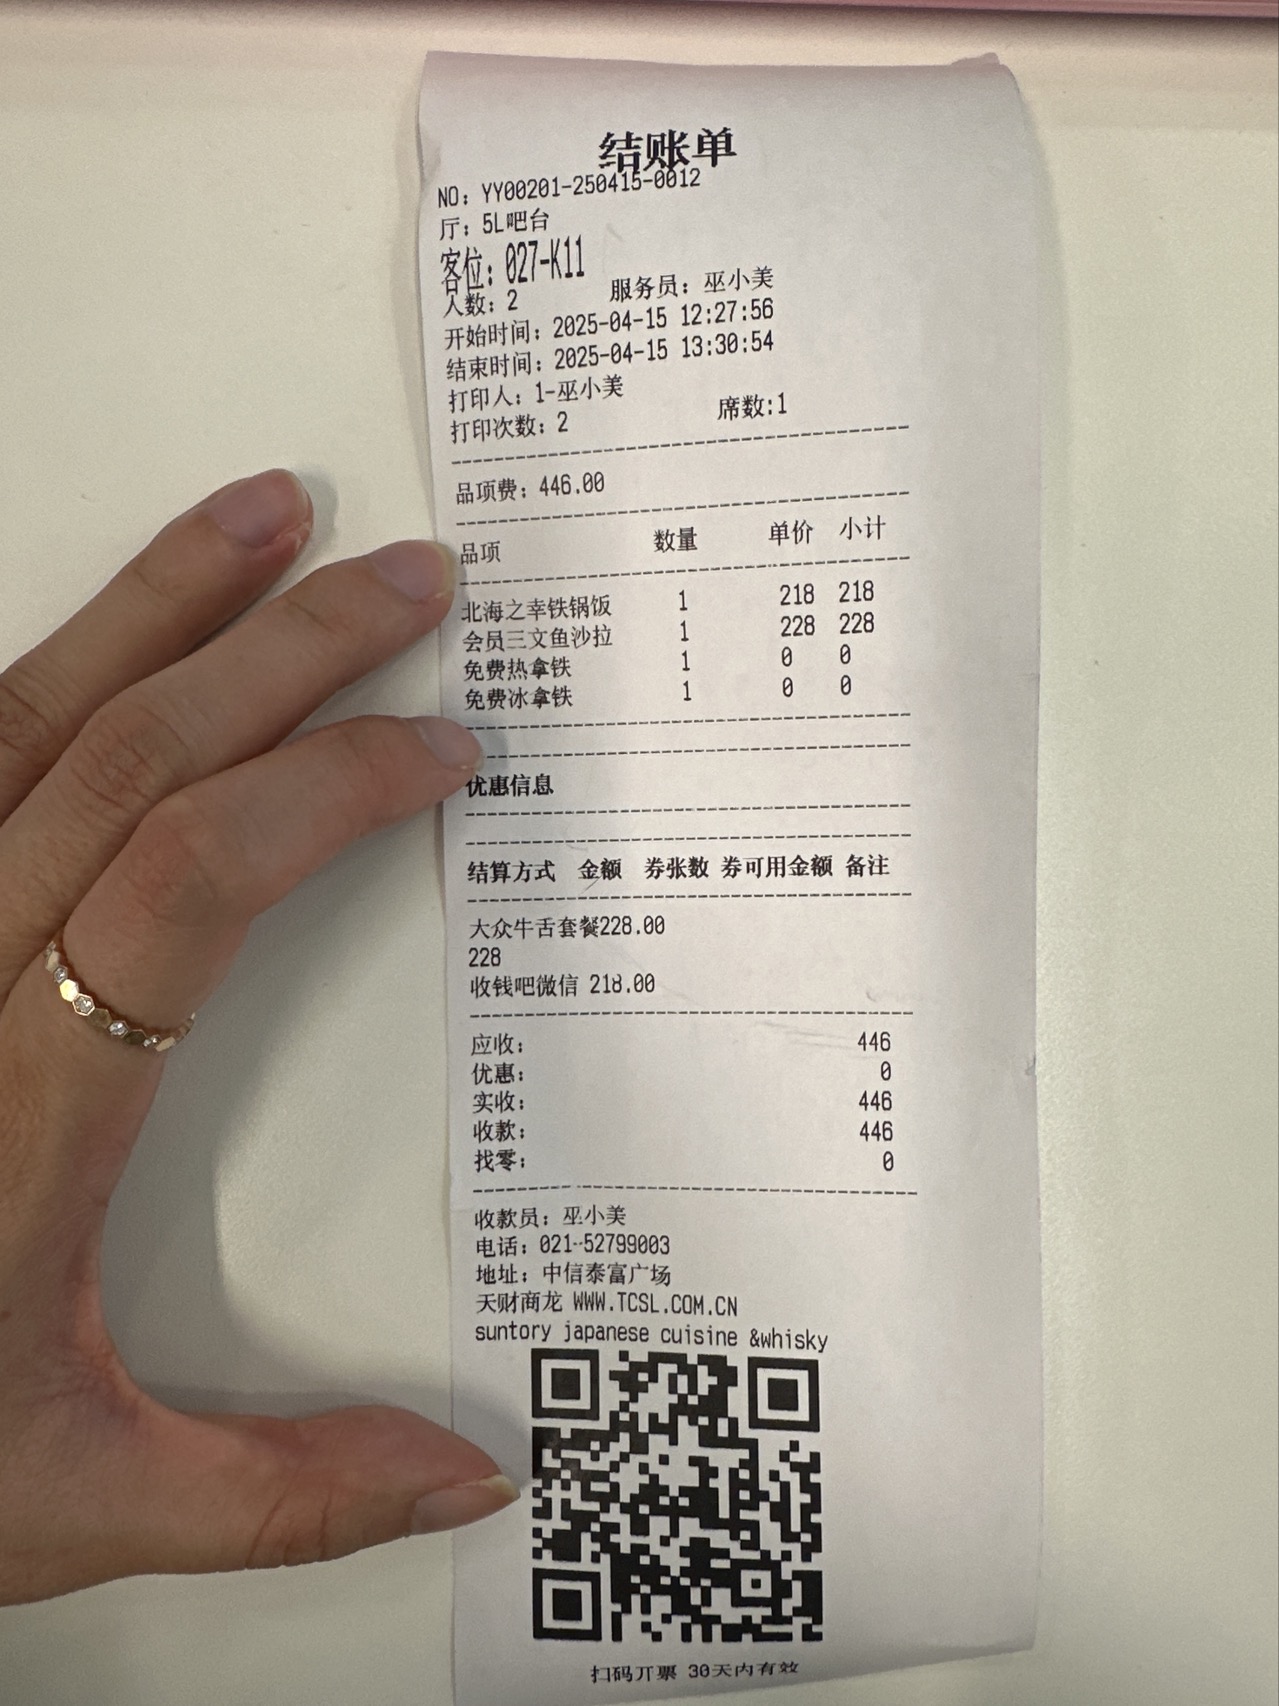 结账单
NO: YY00201-250415-0012
厅: 5L吧台
客位: 027-K11
人数: 2 服务员: 巫小美
开始时间: 2025-04-15 12:27:56
结束时间: 2025-04-15 13:30:54
打印人: 1-巫小美
打印次数: 2 席数:1
品项费: 446.00
品项 数量 单价 小计
北海之幸铁锅饭 1 218 218
会员三文鱼沙拉 1 228 228
免费热拿铁 1 0 0
免费冰拿铁 1 0 0
优惠信息
结算方式 金额 券张数 券可用金额 备注
大众牛舌套餐228.00
228
收钱吧微信 218.00
应收: 446
优惠: 0
实收: 446
收款: 446
找零: 0
收款员: 巫小美
电话: 021-52799003
地址: 中信泰富广场
天财商龙 WWW.TCSL.COM.CN
suntory japanese cuisine &whisky
扫码开票 30天内有效